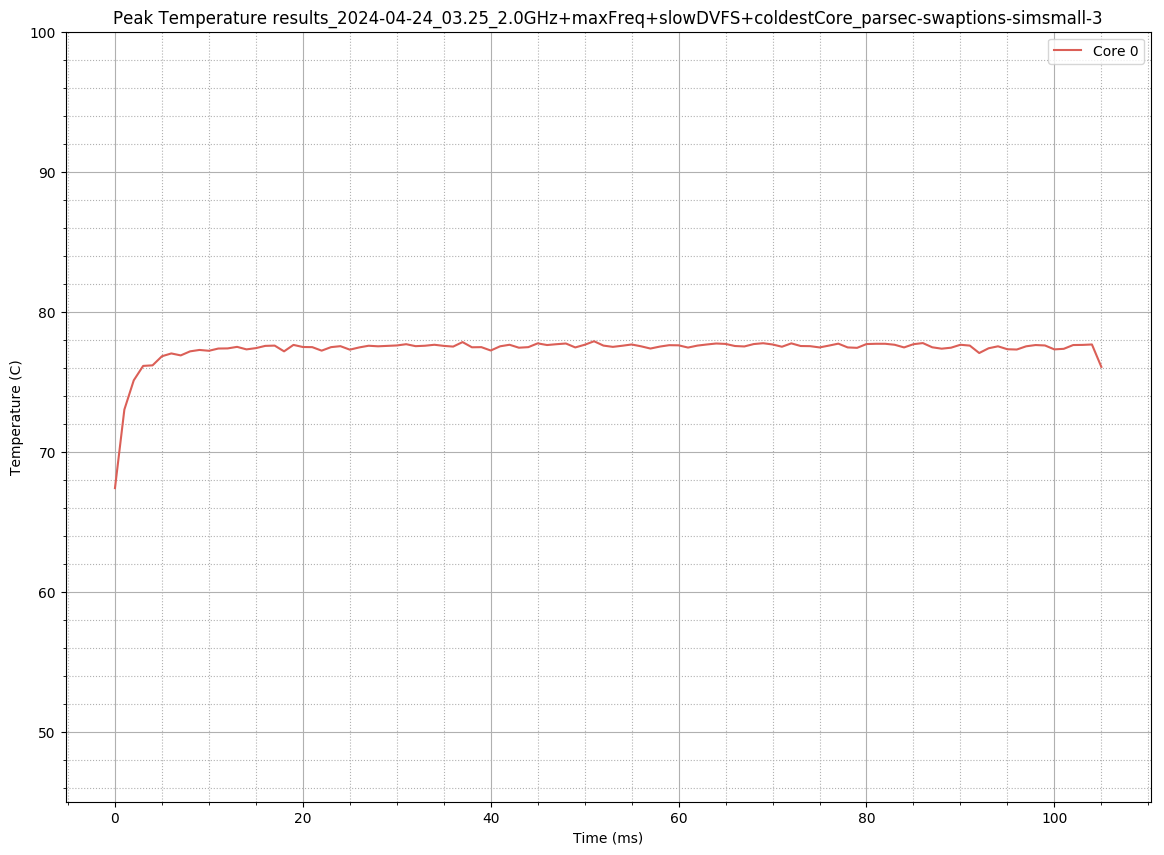 Peak Temperature results_2024-04-24_03.25_2.0GHz+maxFreq+slowDVFS+coldestCore_parsec-swaptions-simsmall-3
Core 0
Temperature (C)
100
90
80
70
60
50
0 20 40 60 80 100
Time (ms)